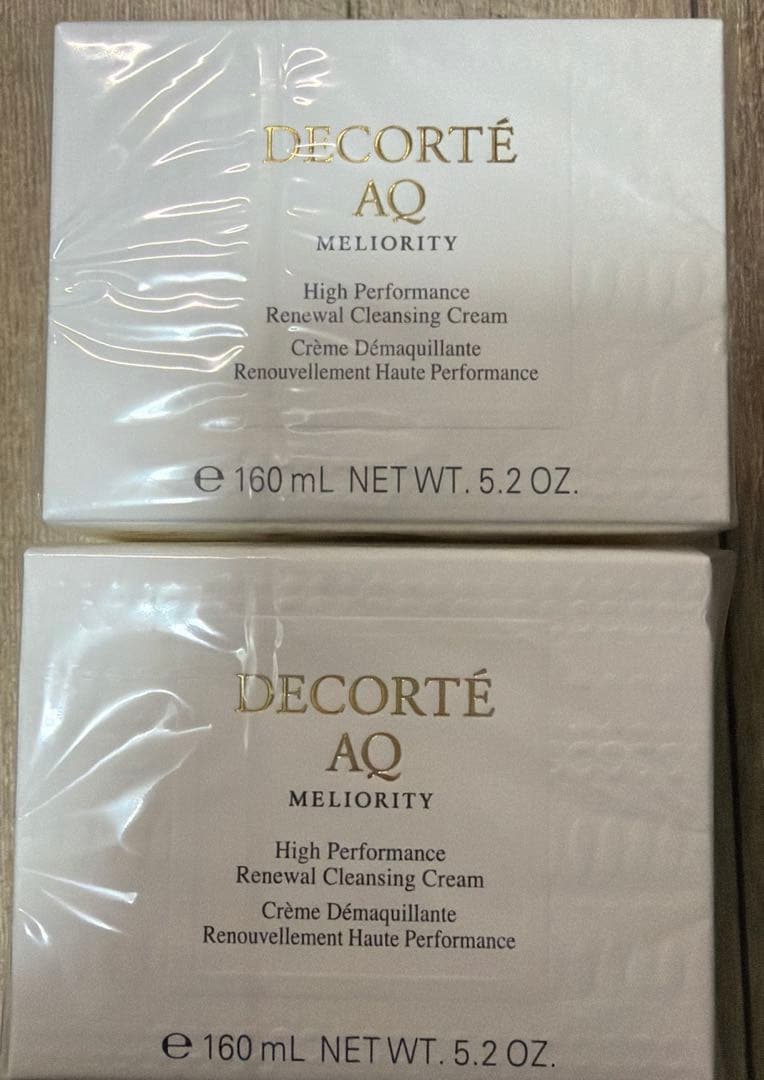 DECORTÉ
AQ
MELIORITY
High Performance
Renewal Cleansing Cream
Crème Démaquillante
Renouvellement Haute Performance
℮ 160 mL NET WT. 5.2 OZ.
DECORTÉ
AQ
MELIORITY
High Performance
Renewal Cleansing Cream
Crème Démaquillante
Renouvellement Haute Performance
℮ 160 mL NET WT. 5.2 OZ.